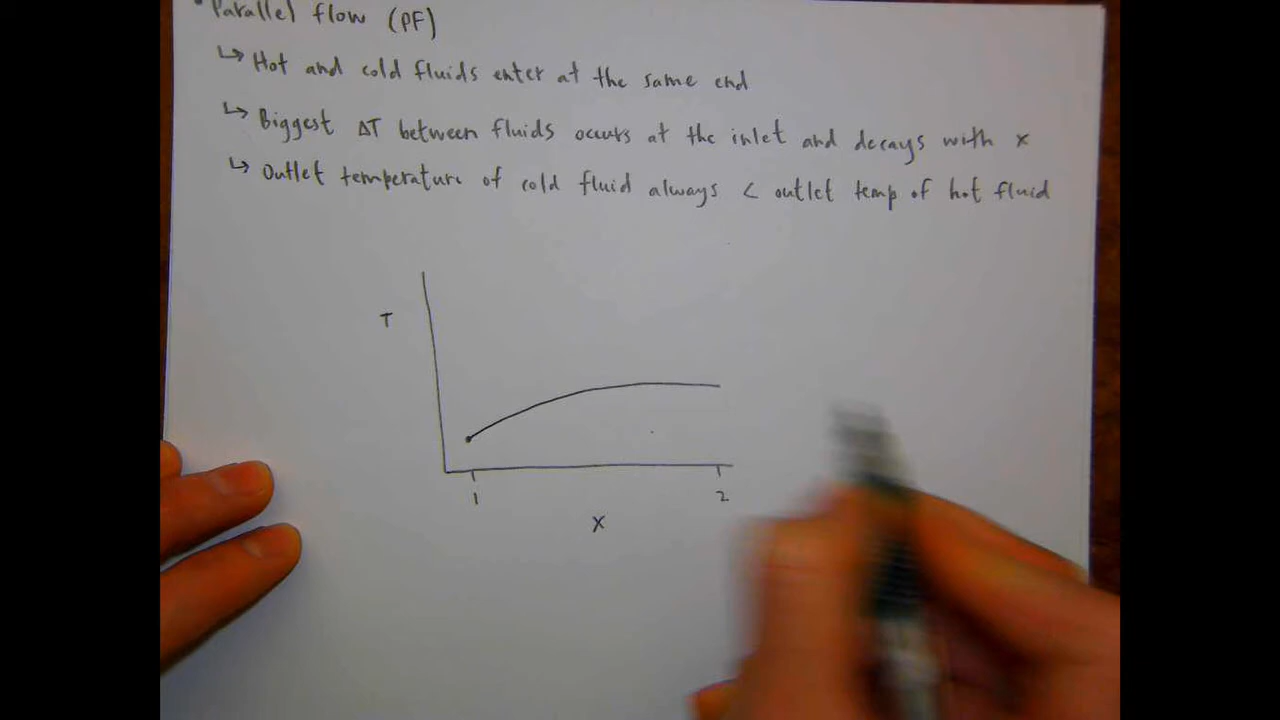 • Parallel flow (PF)
↳ Hot and cold fluids enter at the same end
↳ Biggest ΔT between fluids occurs at the inlet and decays with x
↳ Outlet temperature of cold fluid always < outlet temp of hot fluid
T
1
2
X